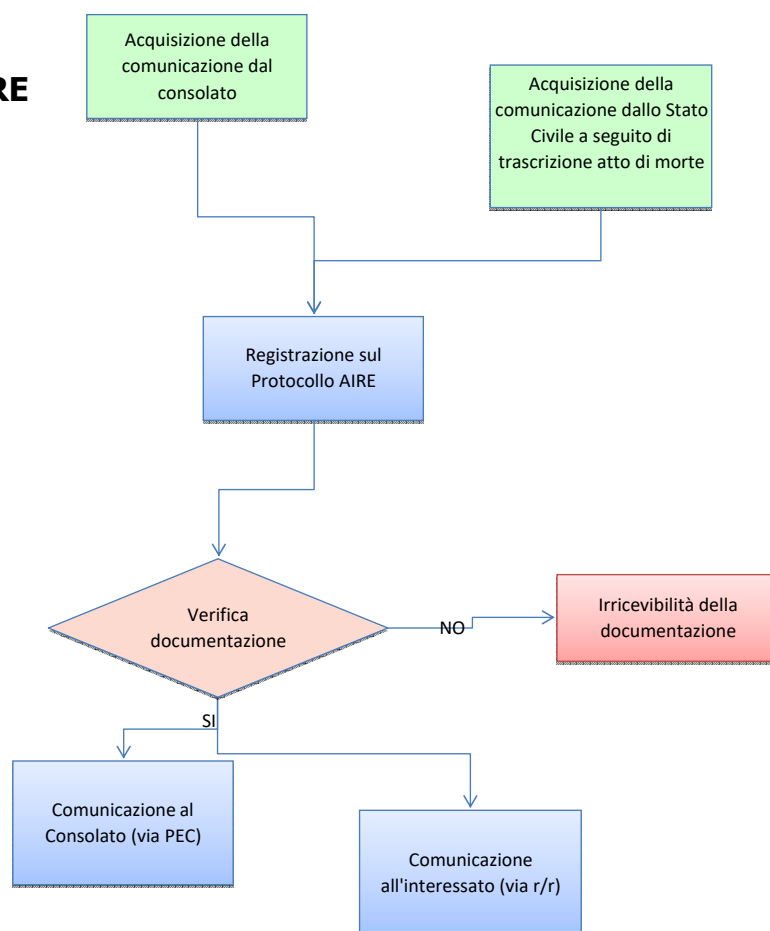 RE
Acquisizione della
comunicazione dal
consolato
Acquisizione della
comunicazione dallo Stato
Civile a seguito di
trascrizione atto di morte
Registrazione sul
Protocollo AIRE
Verifica
documentazione
NO
Irricevibilità della
documentazione
SI
Comunicazione al
Consolato (via PEC)
Comunicazione
all'interessato (via r/r)